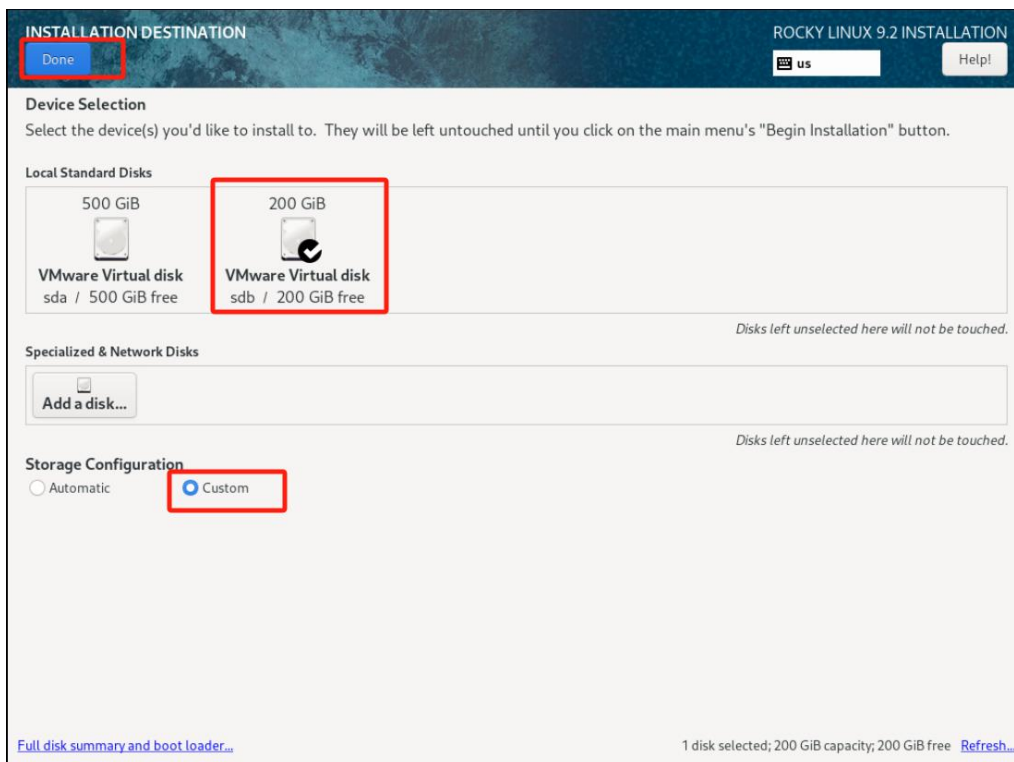 INSTALLATION DESTINATION
ROCKY LINUX 9.2 INSTALLATION
Done
us
Help!
Device Selection
Select the device(s) you'd like to install to. They will be left untouched until you click on the main menu's "Begin Installation" button.
Local Standard Disks
500 GiB
VMware Virtual disk
sda / 500 GiB free
200 GiB
VMware Virtual disk
sdb / 200 GiB free
Disks left unselected here will not be touched.
Specialized & Network Disks
Add a disk...
Disks left unselected here will not be touched.
Storage Configuration
Automatic
Custom
Full disk summary and boot loader...
1 disk selected; 200 GiB capacity; 200 GiB free Refresh...